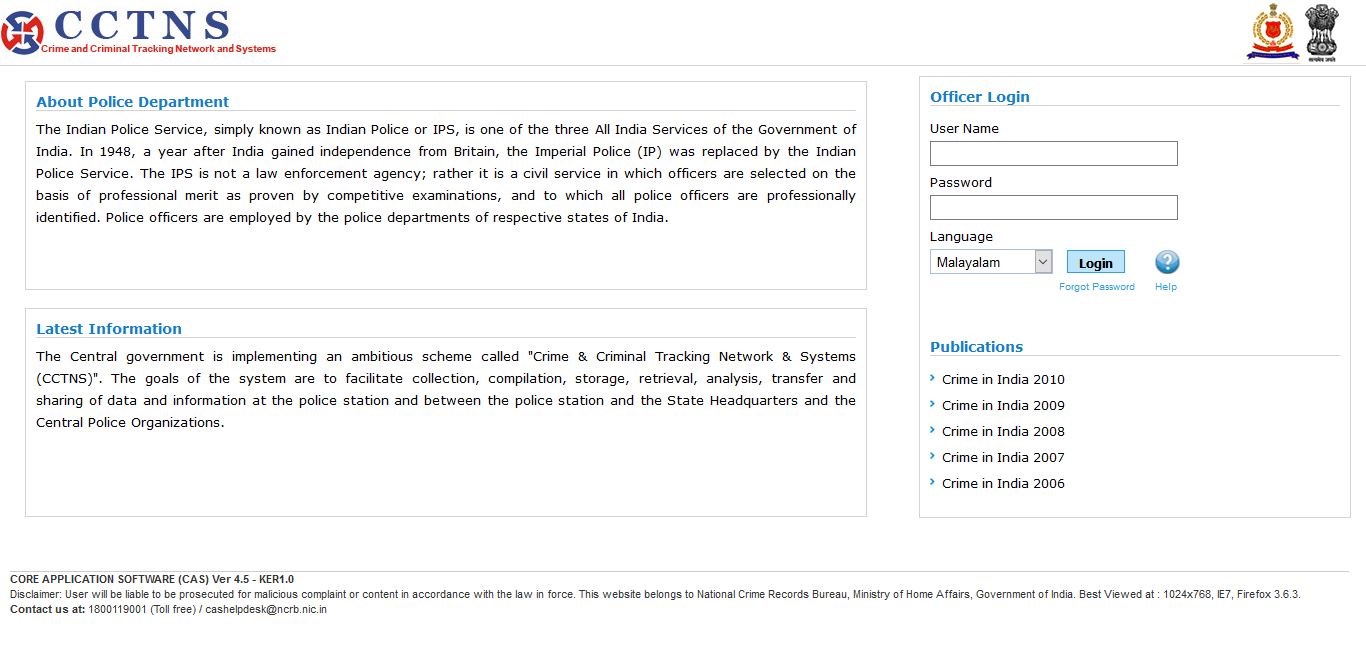 CCTNS
Crime and Criminal Tracking Network and Systems
About Police Department
The Indian Police Service, simply known as Indian Police or IPS, is one of the three All India Services of the Government of
India. In 1948, a year after India gained independence from Britain, the Imperial Police (IP) was replaced by the Indian
Police Service. The IPS is not a law enforcement agency; rather it is a civil service in which officers are selected on the
basis of professional merit as proven by competitive examinations, and to which all police officers are professionally
identified. Police officers are employed by the police departments of respective states of India.
Latest Information
The Central government is implementing an ambitious scheme called "Crime & Criminal Tracking Network & Systems
(CCTNS)". The goals of the system are to facilitate collection, compilation, storage, retrieval, analysis, transfer and
sharing of data and information at the police station and between the police station and the State Headquarters and the
Central Police Organizations.
Officer Login
User Name
Password
Language
Malayalam
Login
?
Forgot Password
Help
Publications
Crime in India 2010
Crime in India 2009
Crime in India 2008
Crime in India 2007
Crime in India 2006
CORE APPLICATION SOFTWARE (CAS) Ver 4.5 - KER1.0
Disclaimer: User will be liable to be prosecuted for malicious complaint or content in accordance with the law in force. This website belongs to National Crime Records Bureau, Ministry of Home Affairs, Government of India. Best Viewed at : 1024x768, IE7, Firefox 3.6.3.
Contact us at: 1800119001 (Toll free) / cashelpdesk@ncrb.nic.in